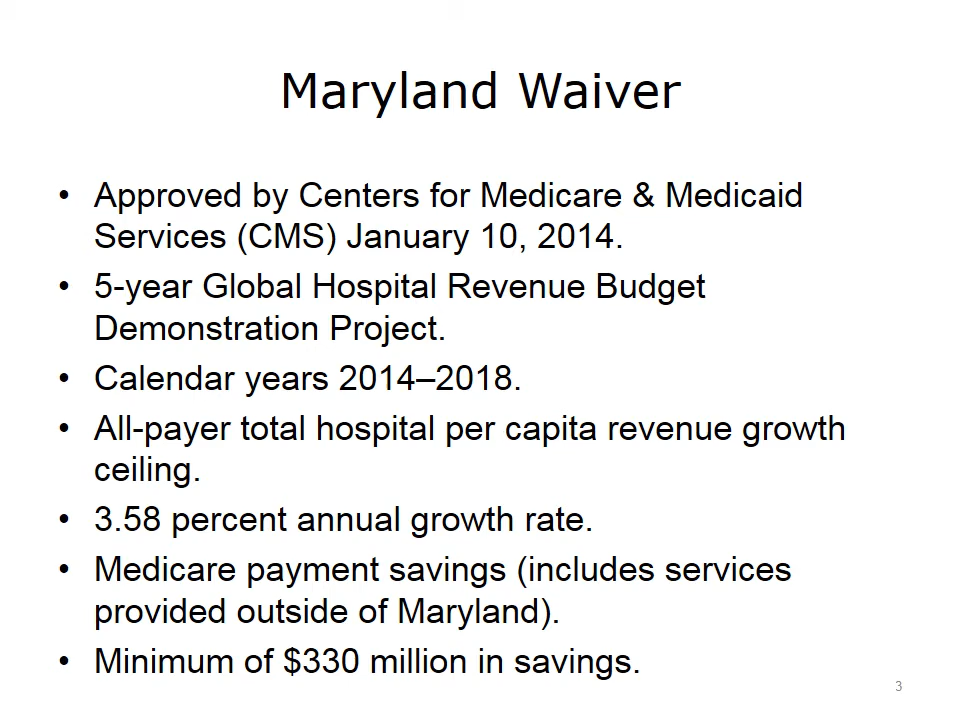 Maryland Waiver
• Approved by Centers for Medicare & Medicaid
Services (CMS) January 10, 2014.
• 5-year Global Hospital Revenue Budget
Demonstration Project.
• Calendar years 2014–2018.
• All-payer total hospital per capita revenue growth
ceiling.
• 3.58 percent annual growth rate.
• Medicare payment savings (includes services
provided outside of Maryland).
• Minimum of $330 million in savings.
3